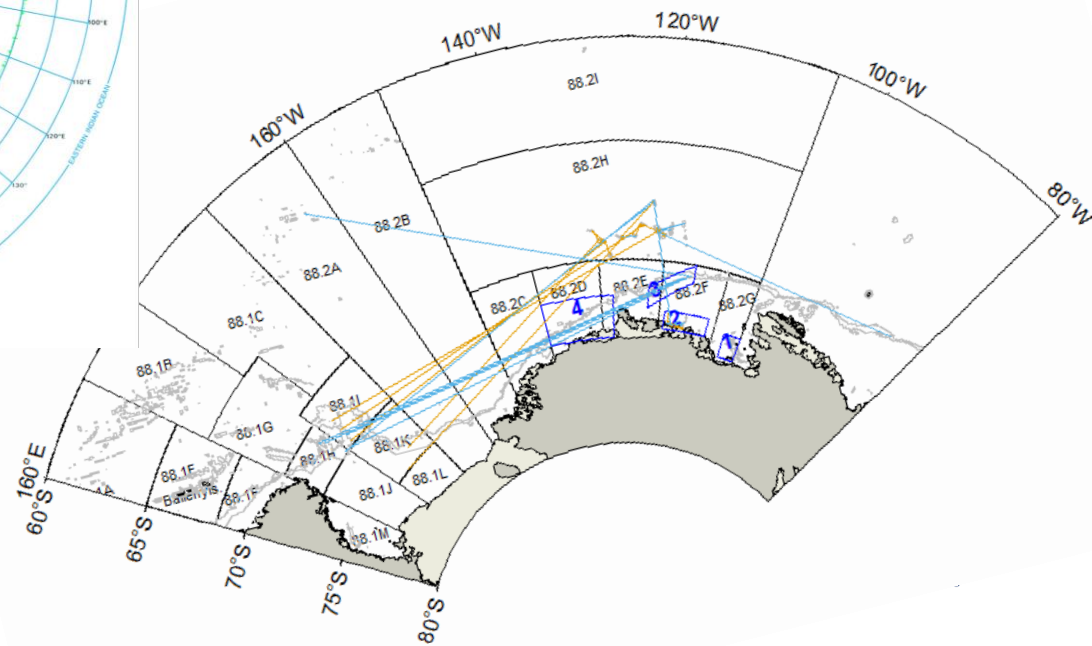 100°E
110°E
120°E
130°
EASTERN INDIAN OCEAN
140°W
120°W
100°W
160°W
80°W
88.2I
88.2H
88.2B
88.2A
88.2C
88.2D
88.2E
88.2F
88.2G
4
3
2
1
88.1C
88.1B
88.1I
88.1G
88.1H
88.1K
88.1L
88.1J
88.1M
88.1F
Ballenys
160°E
60°S
65°S
70°S
75°S
80°S